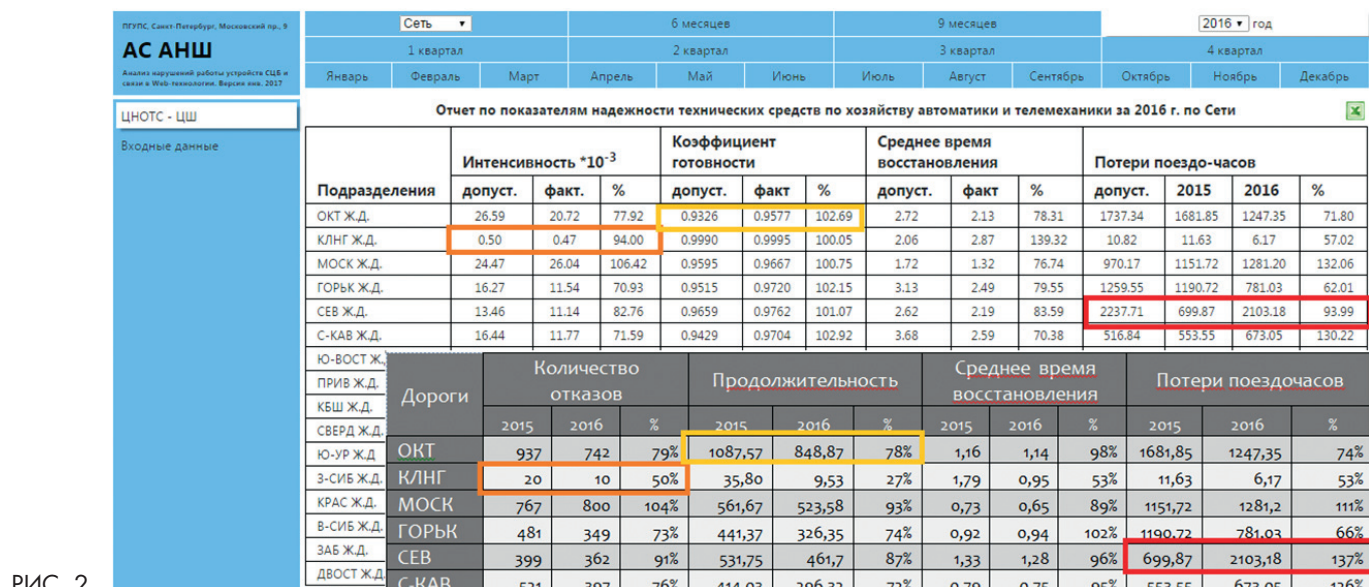 ПГУПС, Санкт-Петербург, Московский пр., 9
АС АНШ
Анализ нарушений работы устройств СЦБ и
связи в Web-технологии. Версия янв. 2017
Сеть ▼ 6 месяцев 9 месяцев 2016 ▼ год
1 квартал 2 квартал 3 квартал 4 квартал
Январь Февраль Март Апрель Май Июнь Июль Август Сентябрь Октябрь Ноябрь Декабрь
ЦНОТС - ЦШ
Входные данные
Отчет по показателям надежности технических средств по хозяйству автоматики и телемеханики за 2016 г. по Сети
Подразделения Интенсивность *10-3 Коэффициент готовности Среднее время восстановления Потери поездо-часов
допуст. факт. % допуст. факт % допуст. факт % допуст. 2015 2016 %
ОКТ Ж.Д. 26.59 20.72 77.92 0.9326 0.9577 102.69 2.72 2.13 78.31 1737.34 1681.85 1247.35 71.80
КЛНГ Ж.Д. 0.50 0.47 94.00 0.9990 0.9995 100.05 2.06 2.87 139.32 10.82 11.63 6.17 57.02
МОСК Ж.Д. 24.47 26.04 106.42 0.9595 0.9667 100.75 1.72 1.32 76.74 970.17 1151.72 1281.20 132.06
ГОРЬК Ж.Д. 16.27 11.54 70.93 0.9515 0.9720 102.15 3.13 2.49 79.55 1259.55 1190.72 781.03 62.01
СЕВ Ж.Д. 13.46 11.14 82.76 0.9659 0.9762 101.07 2.62 2.19 83.59 2237.71 699.87 2103.18 93.99
С-КАВ Ж.Д. 16.44 11.77 71.59 0.9429 0.9704 102.92 3.68 2.59 70.38 516.84 553.55 673.05 130.22
Ю-ВОСТ Ж.
ПРИВ Ж.Д.
КБШ Ж.Д.
СВЕРД Ж.Д.
Ю-УР Ж.Д
З-СИБ Ж.Д.
КРАС Ж.Д.
В-СИБ Ж.Д.
ЗАБ Ж.Д.
ДВОСТ Ж.Д.
Дороги Количество отказов Продолжительность Среднее время восстановления Потери поездочасов
2015 2016 % 2015 2016 % 2015 2016 % 2015 2016 %
ОКТ 937 742 79% 1087,57 848,87 78% 1,16 1,14 98% 1681,85 1247,35 74%
КЛНГ 20 10 50% 35,80 9,53 27% 1,79 0,95 53% 11,63 6,17 53%
МОСК 767 800 104% 561,67 523,58 93% 0,73 0,65 89% 1151,72 1281,2 111%
ГОРЬК 481 349 73% 441,37 326,35 74% 0,92 0,94 102% 1190,72 781,03 66%
СЕВ 399 362 91% 531,75 461,7 87% 1,33 1,28 96% 699,87 2103,18 137%
С-КАВ
РИС. 2